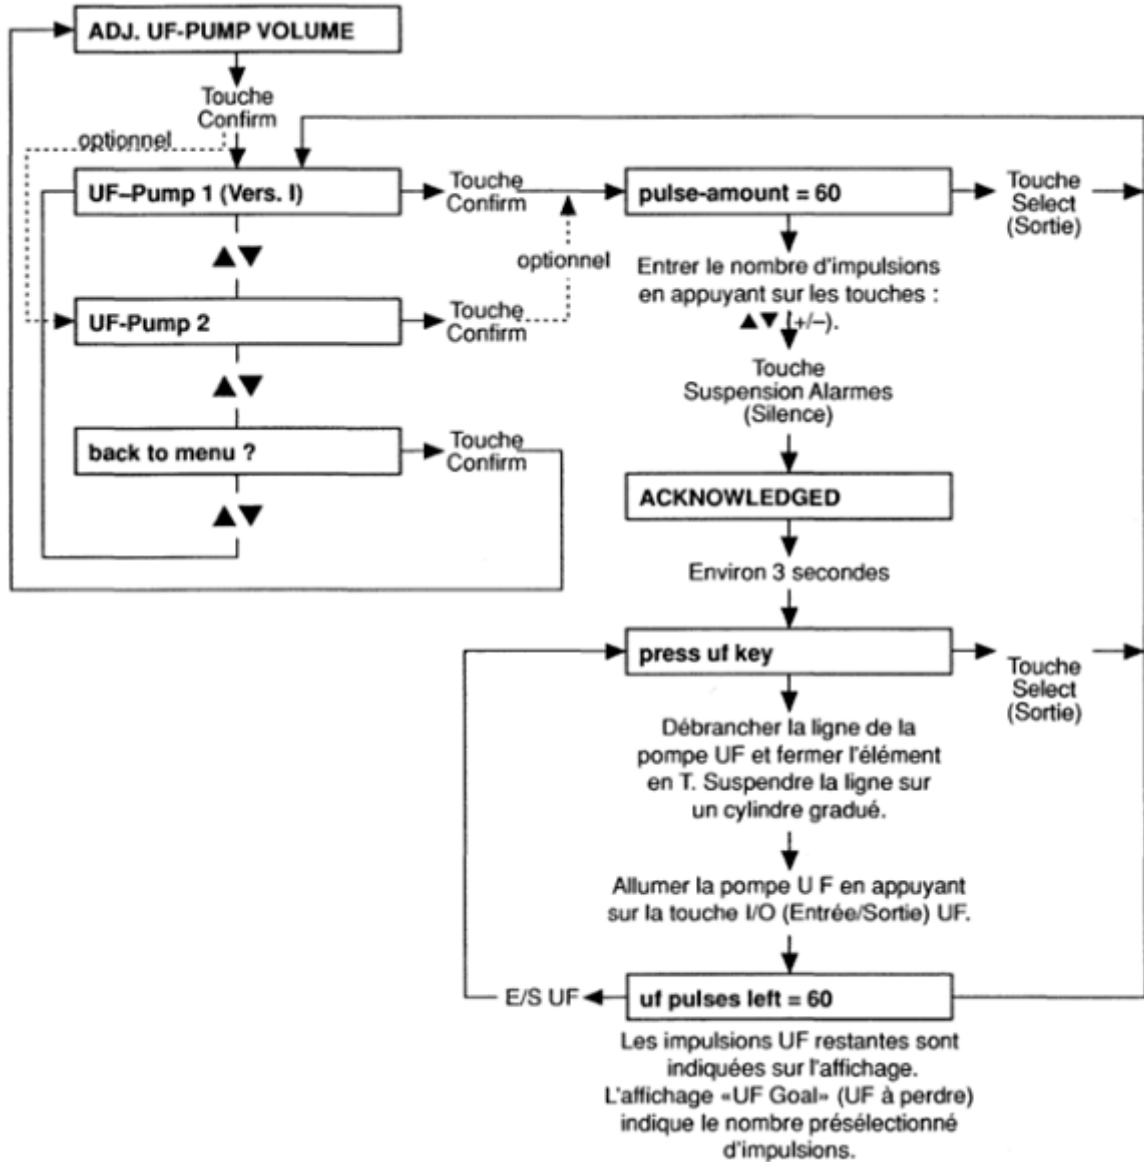 ADJ. UF-PUMP VOLUME
Touche
Confirm
optionnel
UF–Pump 1 (Vers. I)
Touche
Confirm
pulse-amount = 60
Touche
Select
(Sortie)
optionnel
Entrer le nombre d'impulsions
en appuyant sur les touches :
▲▼ (+/–).
▲▼
UF-Pump 2
Touche
Confirm
Touche
Suspension Alarmes
(Silence)
▲▼
back to menu ?
Touche
Confirm
ACKNOWLEDGED
▲▼
Environ 3 secondes
press uf key
Touche
Select
(Sortie)
Débrancher la ligne de la
pompe UF et fermer l'élément
en T. Suspendre la ligne sur
un cylindre gradué.
Allumer la pompe U F en appuyant
sur la touche I/O (Entrée/Sortie) UF.
E/S UF
uf pulses left = 60
Les impulsions UF restantes sont
indiquées sur l'affichage.
L'affichage «UF Goal» (UF à perdre)
indique le nombre présélectionné
d'impulsions.